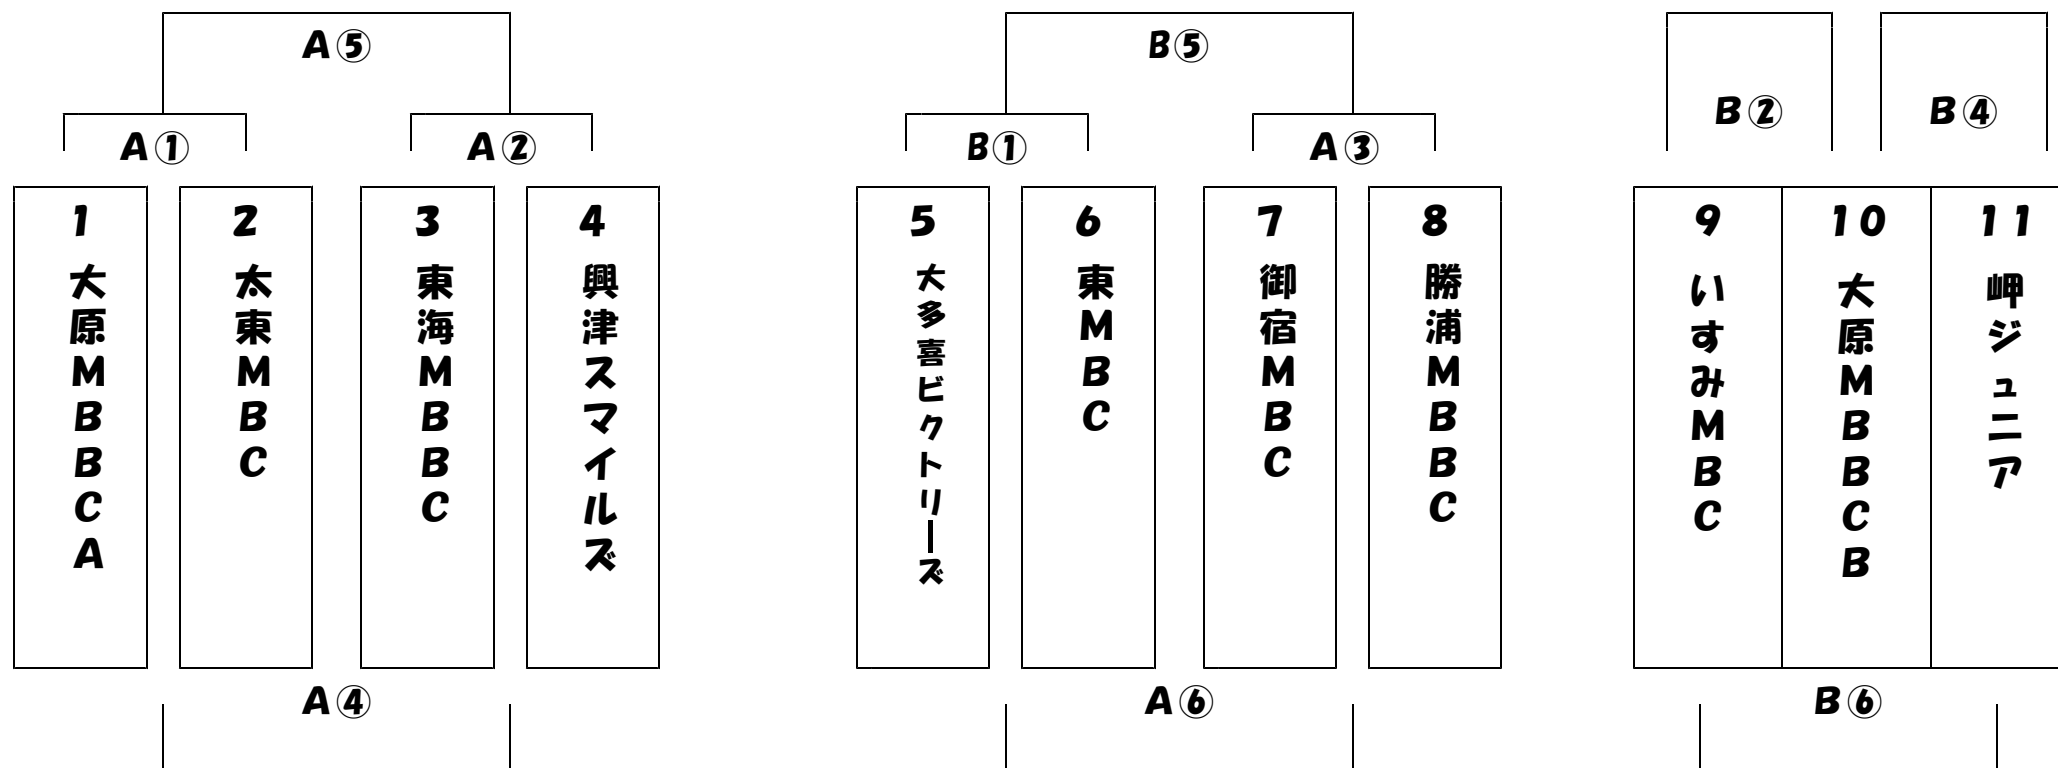 A⑤
B⑤
B②
B④
A①
A②
B①
A③
1
大原MBBCA
2
太東MBC
3
東海MBBC
4
興津スマイルズ
5
大多喜ビクトリーズ
6
東MBC
7
御宿MBC
8
勝浦MBBC
9
いすみMBC
10
大原MBBCB
11
岬ジュニア
A④
A⑥
B⑥